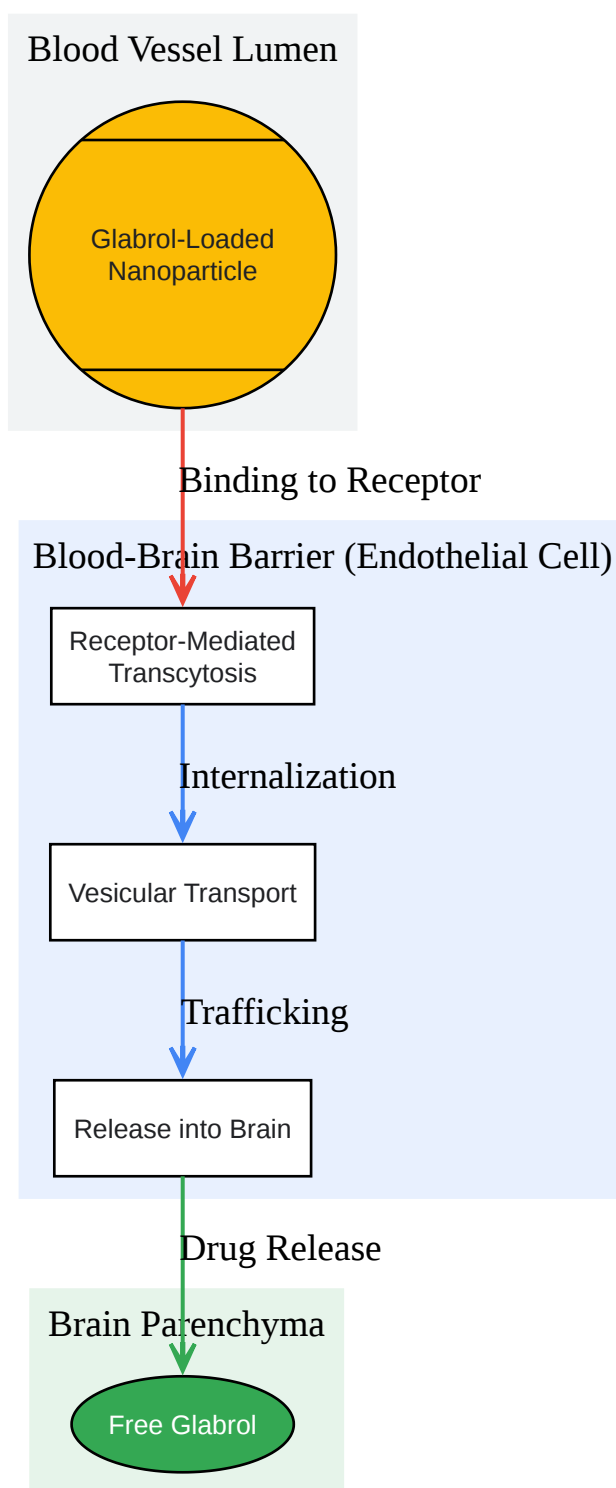 Blood Vessel Lumen
Glabrol-Loaded
Nanoparticle
Binding to Receptor
Blood-Brain Barrier (Endothelial Cell)
Receptor-Mediated
Transcytosis
Internalization
Vesicular Transport
Trafficking
Release into Brain
Drug Release
Brain Parenchyma
Free Glabrol